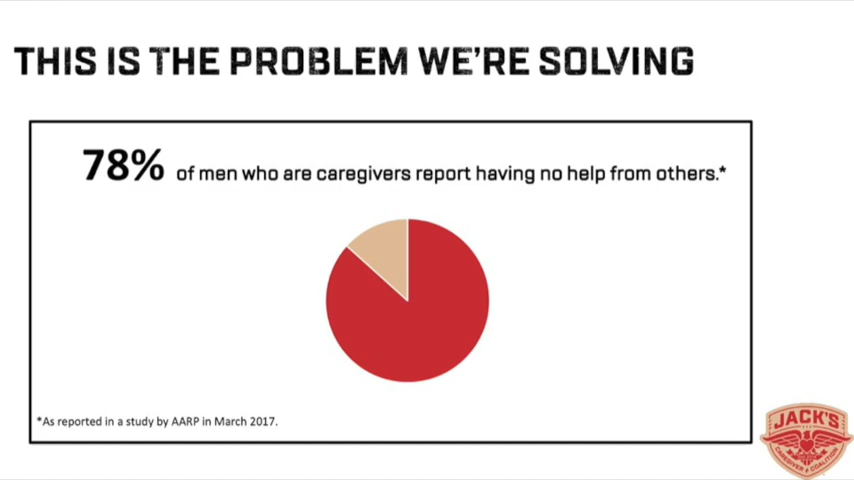 THIS IS THE PROBLEM WE'RE SOLVING
78% of men who are caregivers report having no help from others.*
*As reported in a study by AARP in March 2017.
JACK'S
CAREGIVER COALITION